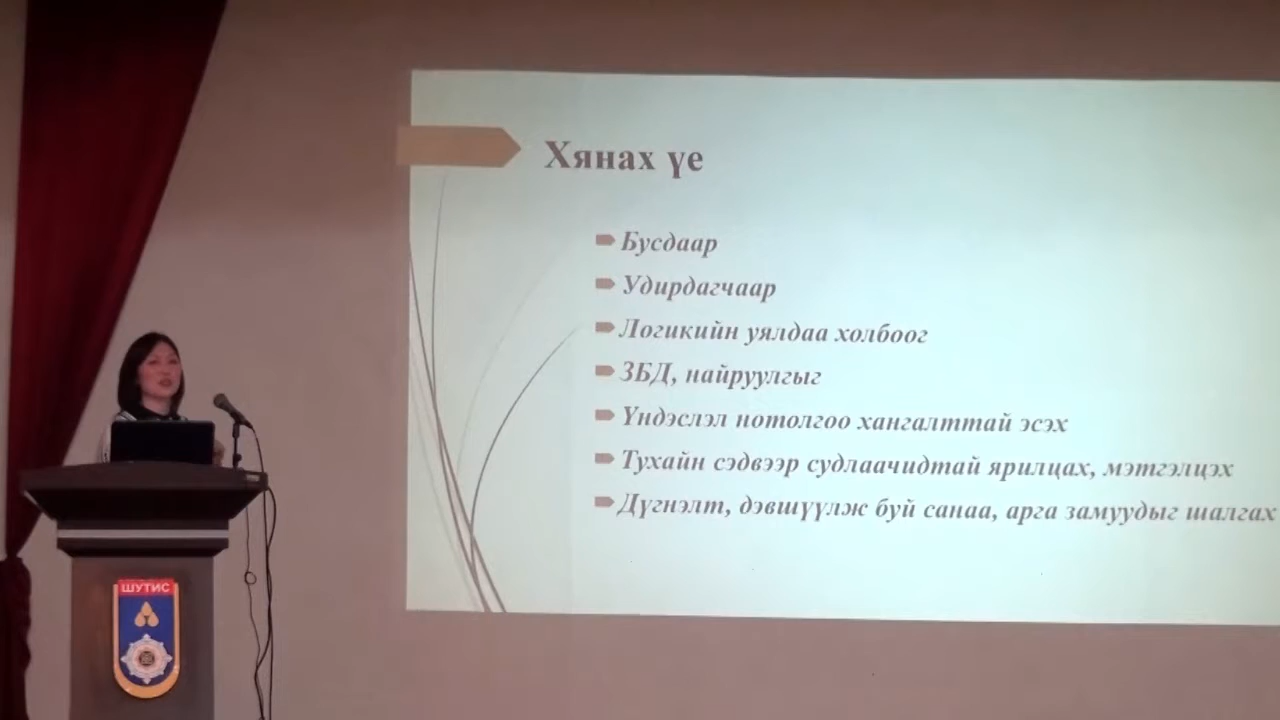 Хянах үе
Бусдаар
Удирдагчаар
Логикийн уялдаа холбоог
ЗБД, найруулгыг
Үндэслэл нотолгоо хангалттай эсэх
Тухайн сэдвээр судлаачидтай ярилцах, мэтгэлцэх
Дүгнэлт, дэвшүүлж буй санаа, арга замуудыг шалгах
ШУТИС